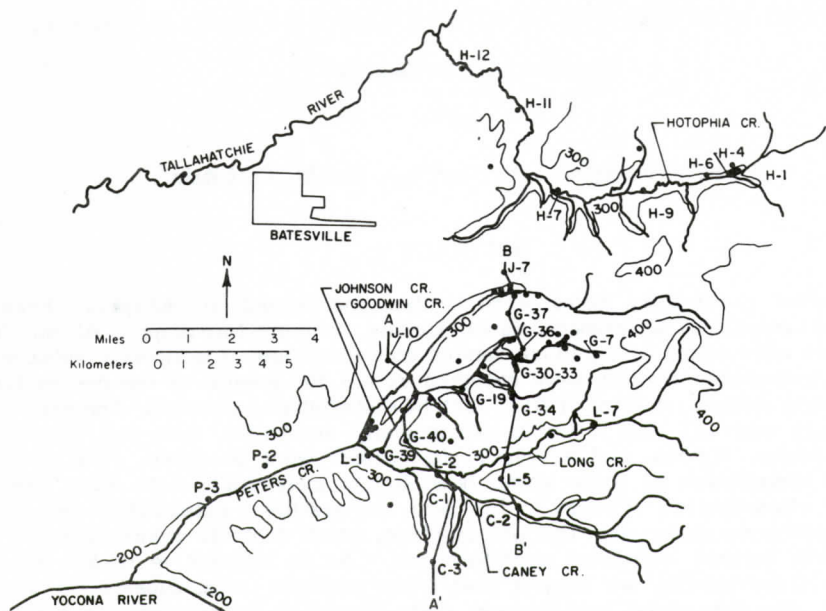 H-12
H-11
TALLAHATCHIE RIVER
HOTOPHIA CR.
300
H-6
H-4
H-1
H-7
300
H-9
BATESVILLE
B
400
J-7
N
JOHNSON CR.
GOODWIN CR.
A
J-10
300
G-37
G-36
G-7
400
Miles
0 1 2 3 4
Kilometers
0 1 2 3 4 5
G-30-33
G-19
G-34
L-7
400
300
G-40
300
P-2
L-1
G-39
L-2
LONG CR.
P-3
PETERS CR.
300
L-5
C-1
C-2
200
B'
C-3
CANEY CR.
200
YOCONA RIVER
A'